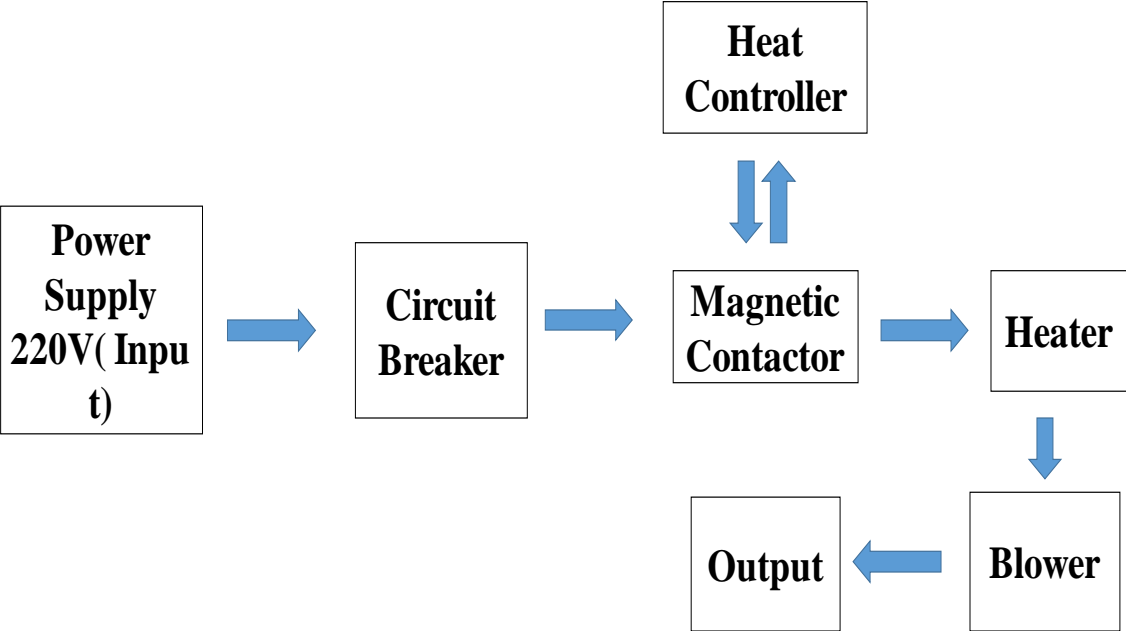 Heat
Controller
Power
Supply
220V( Inpu
t)
Circuit
Breaker
Magnetic
Contactor
Heater
Output
Blower